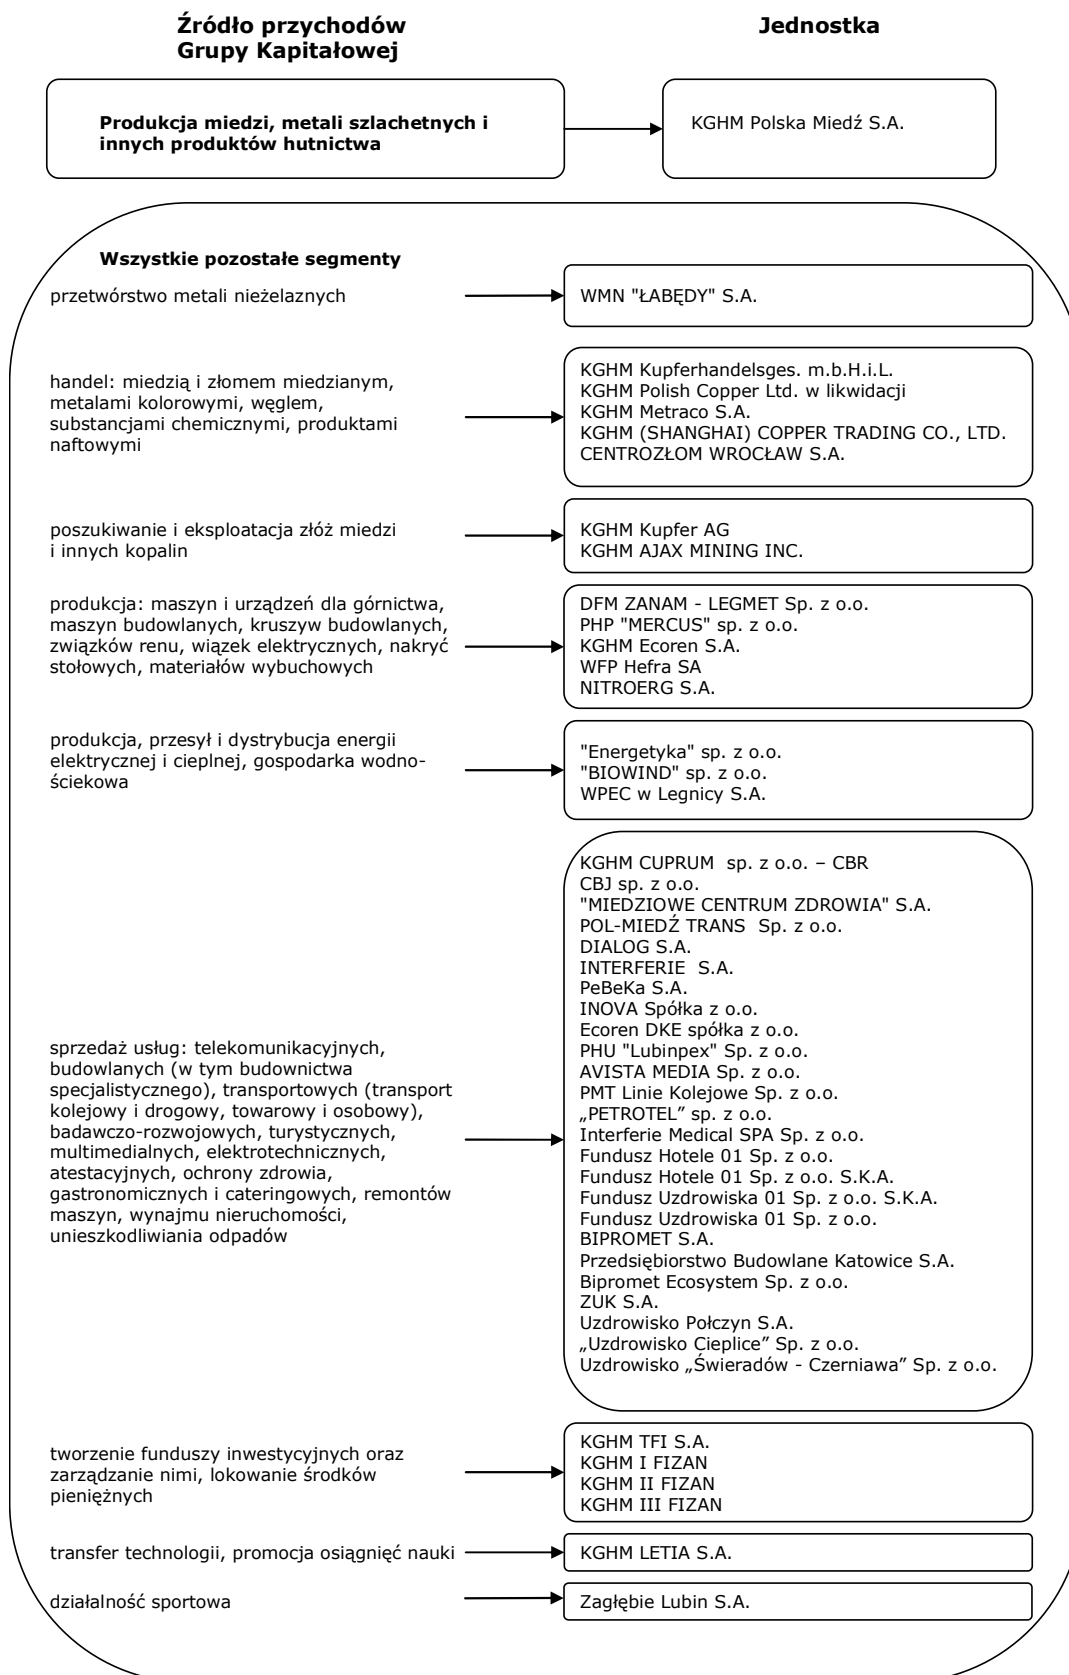 Źródło przychodów
Grupy Kapitałowej
Jednostka
Produkcja miedzi, metali szlachetnych i
innych produktów hutnictwa
KGHM Polska Miedź S.A.
Wszystkie pozostałe segmenty
przetwórstwo metali nieżelaznych
WMN "ŁABĘDY" S.A.
handel: miedzią i złomem miedzianym,
metalami kolorowymi, węglem,
substancjami chemicznymi, produktami
naftowymi
KGHM Kupferhandelsges. m.b.H.i.L.
KGHM Polish Copper Ltd. w likwidacji
KGHM Metraco S.A.
KGHM (SHANGHAI) COPPER TRADING CO., LTD.
CENTROZŁOM WROCŁAW S.A.
poszukiwanie i eksploatacja złóż miedzi
i innych kopalin
KGHM Kupfer AG
KGHM AJAX MINING INC.
produkcja: maszyn i urządzeń dla górnictwa,
maszyn budowlanych, kruszyw budowlanych,
związków renu, wiązek elektrycznych, nakryć
stołowych, materiałów wybuchowych
DFM ZANAM - LEGMET Sp. z o.o.
PHP "MERCUS" sp. z o.o.
KGHM Ecoren S.A.
WFP Hefra SA
NITROERG S.A.
produkcja, przesył i dystrybucja energii
elektrycznej i cieplnej, gospodarka wodno-
ściekowa
"Energetyka" sp. z o.o.
"BIOWIND" sp. z o.o.
WPEC w Legnicy S.A.
sprzedaż usług: telekomunikacyjnych,
budowlanych (w tym budownictwa
specjalistycznego), transportowych (transport
kolejowy i drogowy, towarowy i osobowy),
badawczo-rozwojowych, turystycznych,
multimedialnych, elektrotechnicznych,
atestacyjnych, ochrony zdrowia,
gastronomicznych i cateringowych, remontów
maszyn, wynajmu nieruchomości,
unieszkodliwiania odpadów
KGHM CUPRUM sp. z o.o. – CBR
CBJ sp. z o.o.
"MIEDZIOWE CENTRUM ZDROWIA" S.A.
POL-MIEDŹ TRANS Sp. z o.o.
DIALOG S.A.
INTERFERIE S.A.
PeBeKa S.A.
INOVA Spółka z o.o.
Ecoren DKE spółka z o.o.
PHU "Lubinpex" Sp. z o.o.
AVISTA MEDIA Sp. z o.o.
PMT Linie Kolejowe Sp. z o.o.
„PETROTEL” sp. z o.o.
Interferie Medical SPA Sp. z o.o.
Fundusz Hotele 01 Sp. z o.o.
Fundusz Hotele 01 Sp. z o.o. S.K.A.
Fundusz Uzdrowiska 01 Sp. z o.o. S.K.A.
Fundusz Uzdrowiska 01 Sp. z o.o.
BIPROMET S.A.
Przedsiębiorstwo Budowlane Katowice S.A.
Bipromet Ecosystem Sp. z o.o.
ZUK S.A.
Uzdrowisko Połczyn S.A.
„Uzdrowisko Cieplice” Sp. z o.o.
Uzdrowisko „Świeradów - Czerniawa” Sp. z o.o.
tworzenie funduszy inwestycyjnych oraz
zarządzanie nimi, lokowanie środków
pieniężnych
KGHM TFI S.A.
KGHM I FIZAN
KGHM II FIZAN
KGHM III FIZAN
transfer technologii, promocja osiągnięć nauki
KGHM LETIA S.A.
działalność sportowa
Zagłębie Lubin S.A.